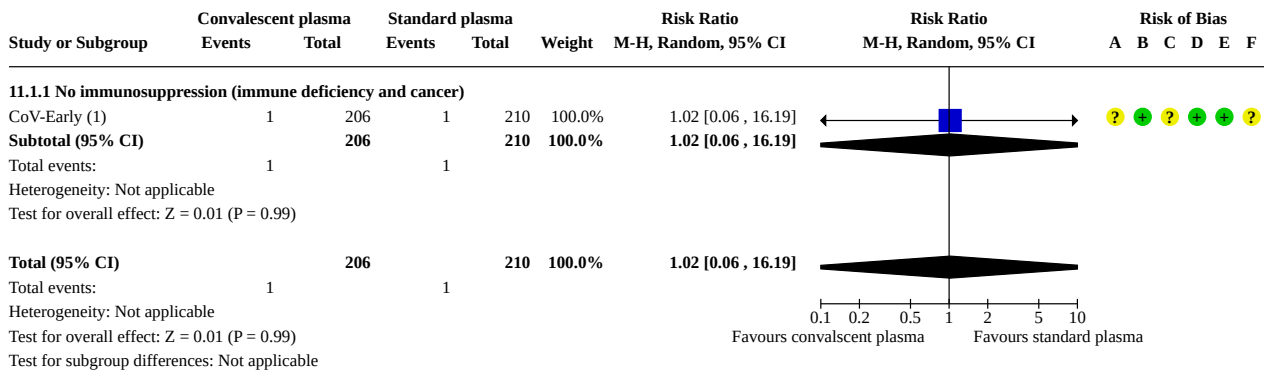 Convalescent plasma Standard plasma Risk Ratio Risk Ratio Risk of Bias
Study or Subgroup Events Total Events Total Weight M-H, Random, 95% CI M-H, Random, 95% CI A B C D E F
11.1.1 No immunosuppression (immune deficiency and cancer)
CoV-Early (1) 1 206 1 210 100.0% 1.02 [0.06 , 16.19] ? + ? + + ?
Subtotal (95% CI) 206 210 100.0% 1.02 [0.06 , 16.19]
Total events: 1 1
Heterogeneity: Not applicable
Test for overall effect: Z = 0.01 (P = 0.99)
Total (95% CI) 206 210 100.0% 1.02 [0.06 , 16.19]
Total events: 1 1
Heterogeneity: Not applicable
0.1 0.2 0.5 1 2 5 10
Test for overall effect: Z = 0.01 (P = 0.99) Favours convalscent plasma Favours standard plasma
Test for subgroup differences: Not applicable